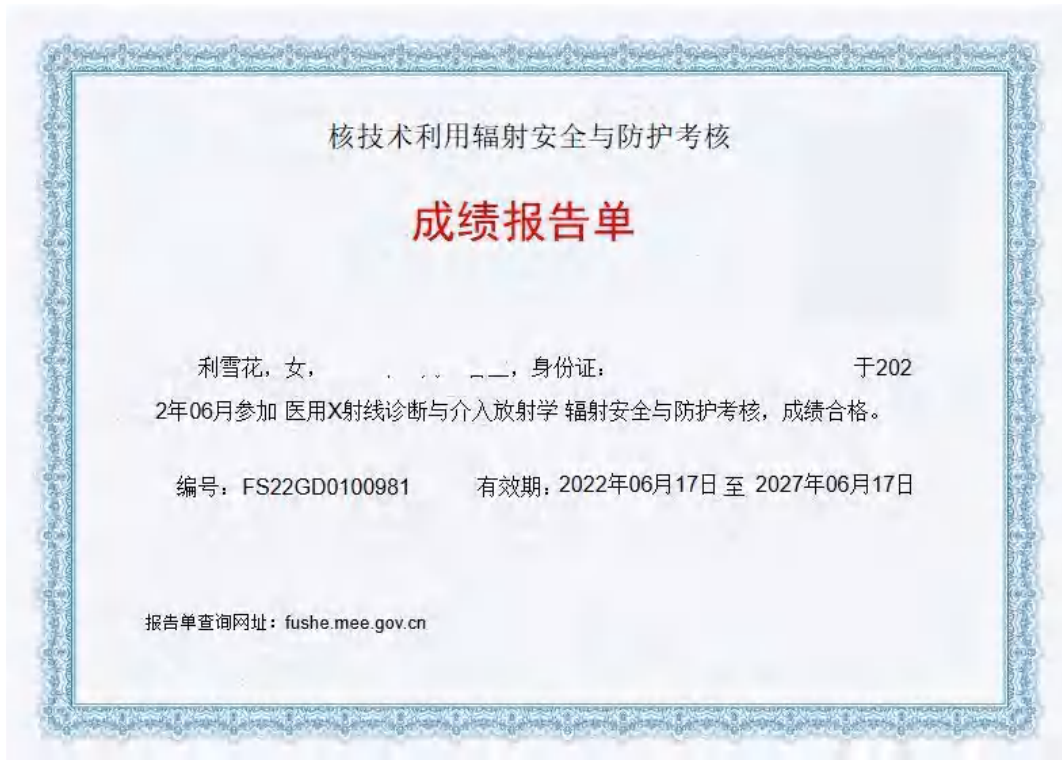 核技术利用辐射安全与防护考核
成绩报告单
利雪花，女， ，身份证： 于202
2年06月参加 医用X射线诊断与介入放射学 辐射安全与防护考核，成绩合格。
编号：FS22GD0100981 有效期：2022年06月17日 至 2027年06月17日
报告单查询网址：fushe.mee.gov.cn